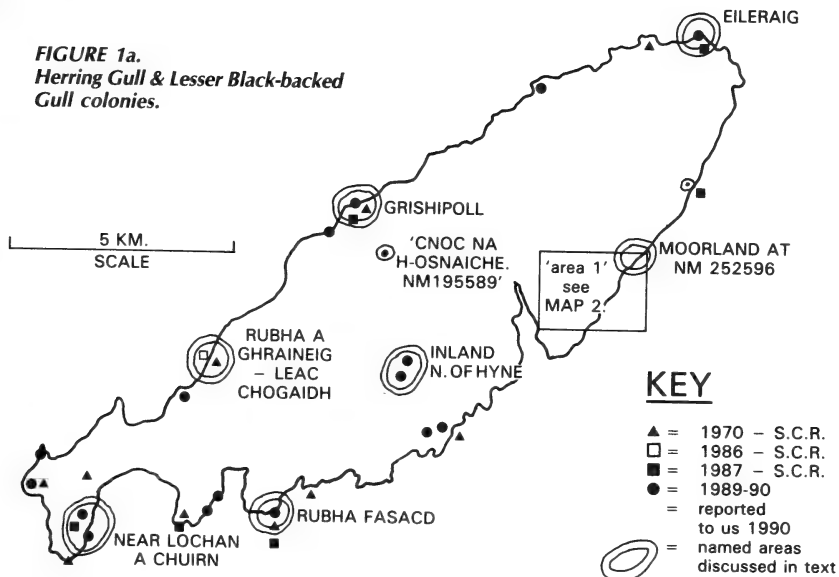 FIGURE 1a.
Herring Gull & Lesser Black-backed
Gull colonies.
EILERAIG
GRISHIPOLL
5 KM.
SCALE
'CNOC NA
H-OSNAICHE.
NM195589'
'area 1'
see
MAP 2.
MOORLAND AT
NM 252596
RUBHA A
GHRAINEIG
– LEAC
CHOGAIDH
INLAND
N. OF HYNE
RUBHA FASACD
NEAR LOCHAN
A CHUIRN
KEY
= 1970 – S.C.R.
= 1986 – S.C.R.
= 1987 – S.C.R.
= 1989-90
= reported
to us 1990
= named areas
discussed in text